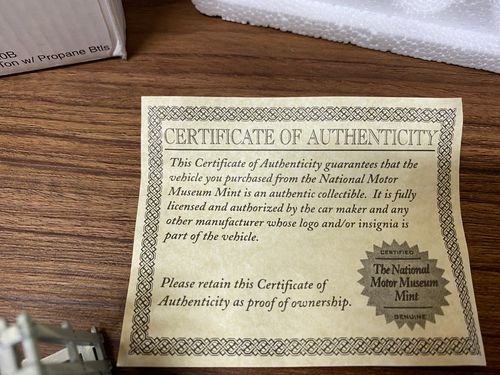 0B
Ton w/ Propane Btls
CERTIFICATE OF AUTHENTICITY
This Certificate of Authenticity guarantees that the
vehicle you purchased from the National Motor
Museum Mint is an authentic collectible. It is fully
licensed and authorized by the car maker and any
other manufacturer whose logo and/or insignia is
part of the vehicle.
Please retain this Certificate of
Authenticity as proof of ownership.
CERTIFIED
The National
Motor Museum
Mint
GENUINE